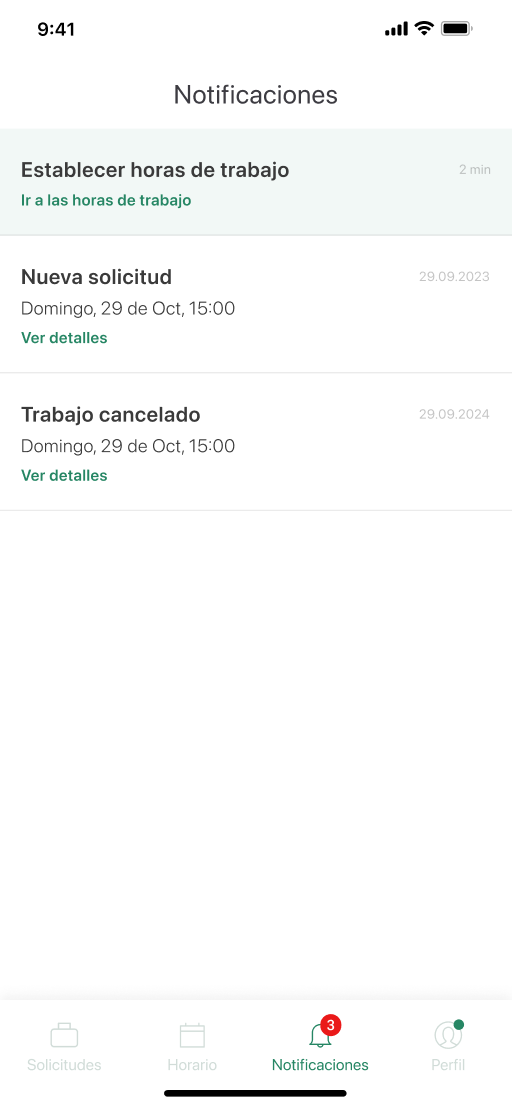 9:41
Notificaciones
Establecer horas de trabajo 2 min
Ir a las horas de trabajo
Nueva solicitud 29.09.2023
Domingo, 29 de Oct, 15:00
Ver detalles
Trabajo cancelado 29.09.2024
Domingo, 29 de Oct, 15:00
Ver detalles
3
Solicitudes Horario Notificaciones Perfil